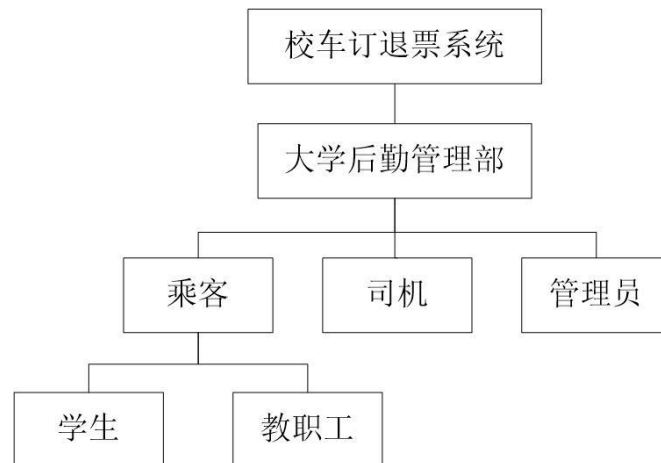 校车订退票系统
大学后勤管理部
乘客
司机
管理员
学生
教职工